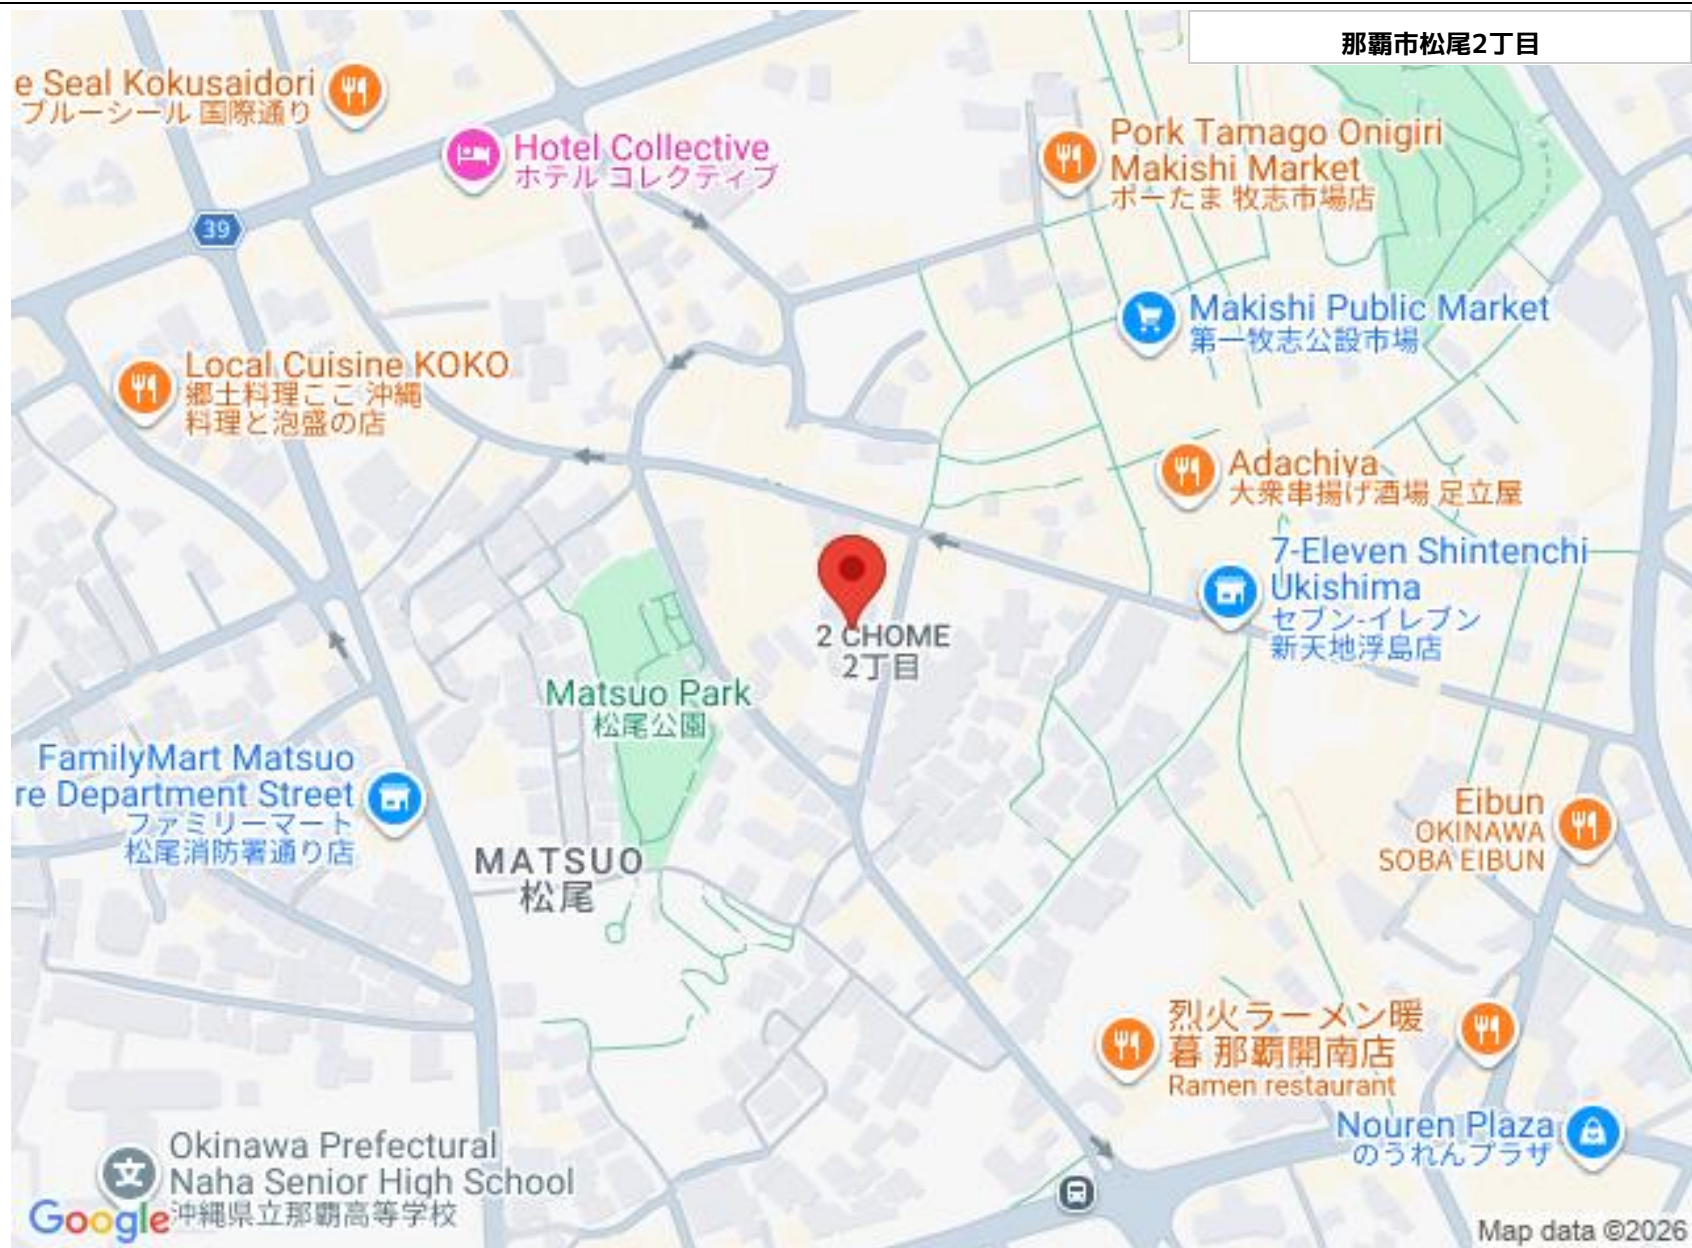 那覇市松尾2丁目
e Seal Kokusaidori
ブルーシール 国際通り
Hotel Collective
ホテル コレクティブ
Pork Tamago Onigiri
Makishi Market
ポーたま 牧志市場店
39
Makishi Public Market
第一牧志公設市場
Local Cuisine KOKO
郷土料理ここ 沖縄
料理と泡盛の店
Adachiya
大衆串揚げ酒場 足立屋
7-Eleven Shintenchi
Ukishima
セブン-イレブン
新天地浮島店
2 CHOME
2丁目
Matsuo Park
松尾公園
FamilyMart Matsuo
re Department Street
ファミリーマート
松尾消防署通り店
MATSUO
松尾
Eibun
OKINAWA
SOBA EIBUN
烈火ラーメン暖
暮 那覇開南店
Ramen restaurant
Nouren Plaza
のうれんプラザ
文
Okinawa Prefectural
Naha Senior High School
沖縄県立那覇高等学校
Google
Map data ©2026